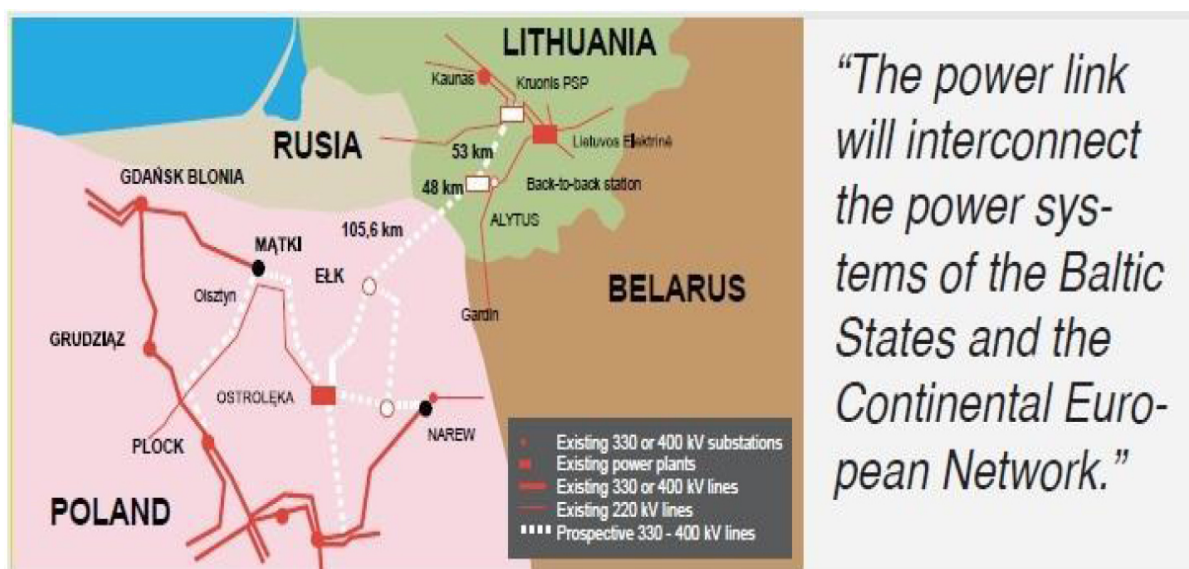 LITHUANIA
Kaunas
Kruonis PSP
RUSIA
53 km
Lietuvos Elektrinė
GDAŃSK BLONIA
48 km
Back-to-back station
ALYTUS
105,6 km
MĄTKI
EŁK
BELARUS
Olsztyn
Gardin
GRUDZIĄZ
OSTROLĘKA
NAREW
PLOCK
POLAND
Existing 330 or 400 kV substations
Existing power plants
Existing 330 or 400 kV lines
Existing 220 kV lines
Prospective 330 - 400 kV lines
“The power link
will interconnect
the power sys-
tems of the Baltic
States and the
Continental Euro-
pean Network.”